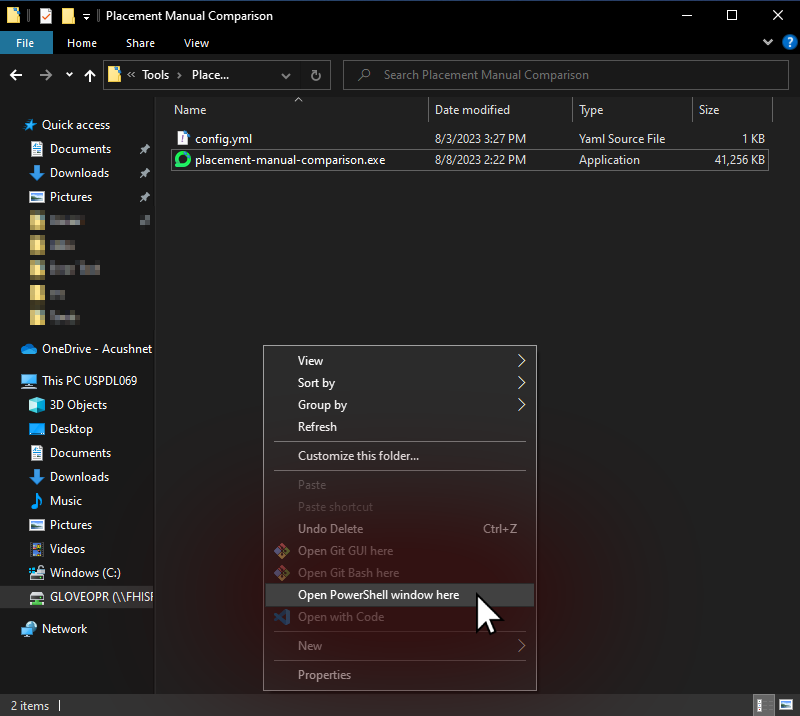 Placement Manual Comparison
File Home Share View
« Tools › Place...
Search Placement Manual Comparison
Name Date modified Type Size
config.yml 8/3/2023 3:27 PM Yaml Source File 1 KB
placement-manual-comparison.exe 8/8/2023 2:22 PM Application 41,256 KB
Quick access
Documents
Downloads
Pictures
OneDrive - Acushnet
This PC USPDL069
3D Objects
Desktop
Documents
Downloads
Music
Pictures
Videos
Windows (C:)
GLOVEOPR (\\FHISF
Network
View
Sort by
Group by
Refresh
Customize this folder...
Paste
Paste shortcut
Undo Delete Ctrl+Z
Open Git GUI here
Open Git Bash here
Open PowerShell window here
Open with Code
New
Properties
2 items